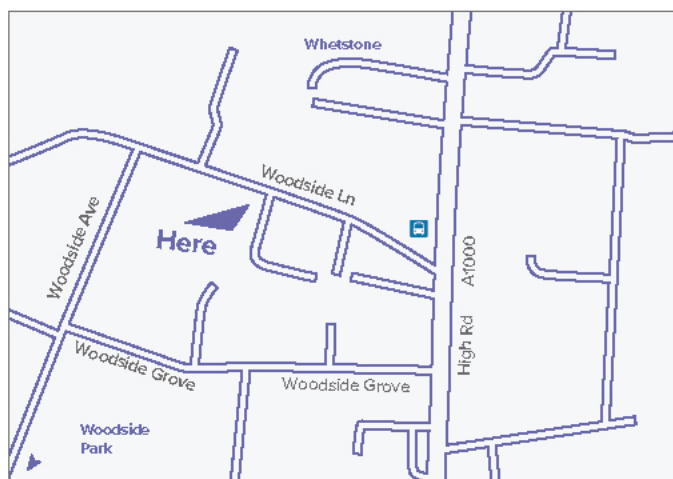 Whetstone
Woodside Ln
Woodside Ave
Here
A1000
High Rd
Woodside Grove
Woodside Grove
Woodside
Park